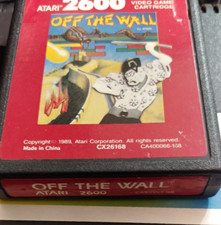 ATARI 2600 VIDEO GAME CARTRIDGE
OFF THE WALL
Copyright 1989, Atari Corporation. All rights reserved.
Made in China CX26168
OFF THE WALL
ATARI 2600